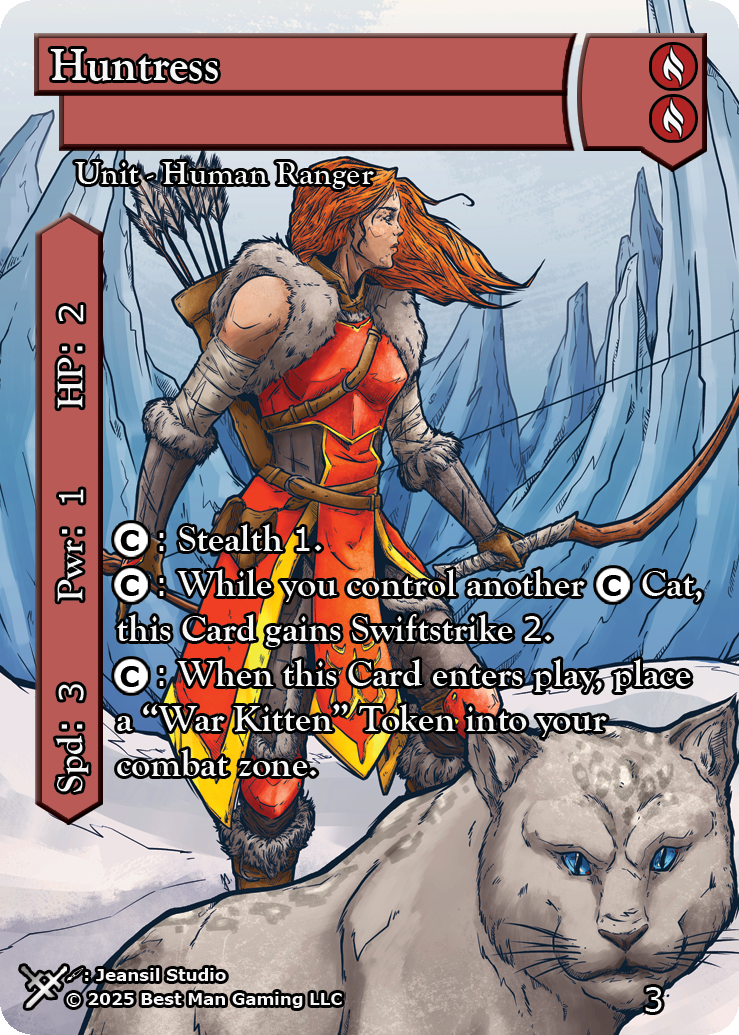 Huntress
Unit - Human Ranger
HP: 2
Pwr: 1
Spd: 3
C: Stealth 1.
C: While you control another C Cat,
this Card gains Swiftstrike 2.
C: When this Card enters play, place
a “War Kitten” Token into your
combat zone.
: Jeansil Studio
© 2025 Best Man Gaming LLC
3